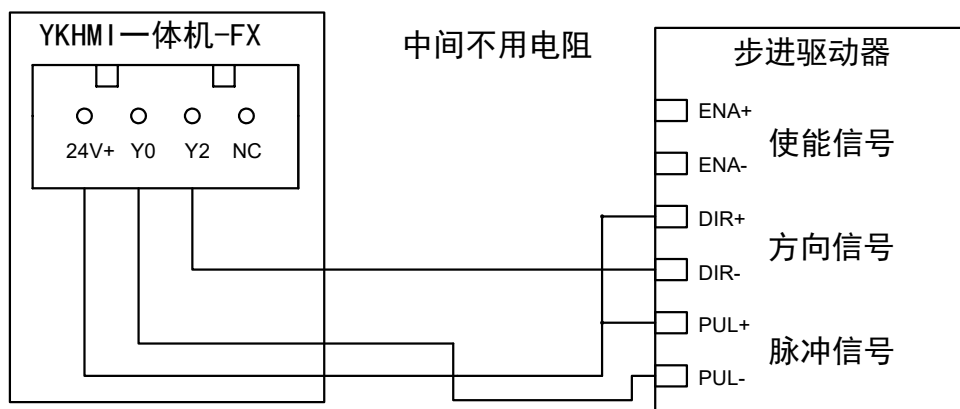 YKHMI一体机-FX
中间不用电阻
步进驱动器
24V+ Y0 Y2 NC
ENA+
使能信号
ENA-
DIR+
方向信号
DIR-
PUL+
脉冲信号
PUL-